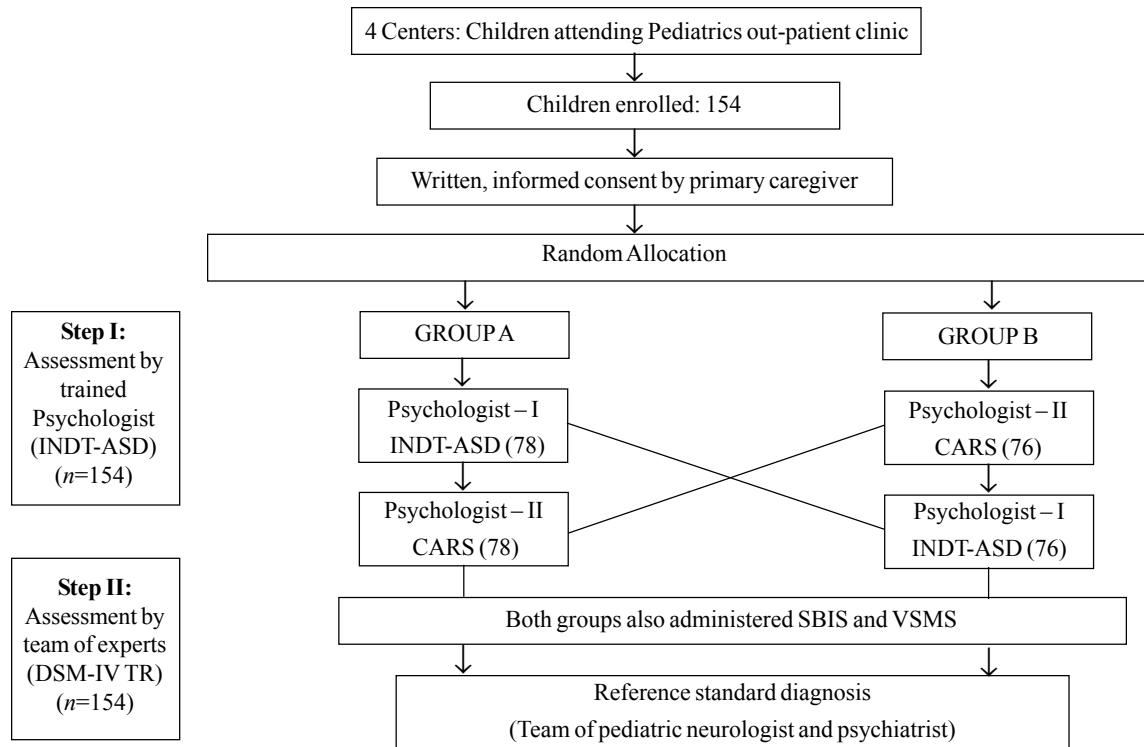 4 Centers: Children attending Pediatrics out-patient clinic
Children enrolled: 154
Written, informed consent by primary caregiver
Random Allocation
Step I:
Assessment by
trained
Psychologist
(INDT-ASD)
(n=154)
GROUP A
Psychologist – I
INDT-ASD (78)
Psychologist – II
CARS (78)
GROUP B
Psychologist – II
CARS (76)
Psychologist – I
INDT-ASD (76)
Step II:
Assessment by
team of experts
(DSM-IV TR)
(n=154)
Both groups also administered SBIS and VSMS
Reference standard diagnosis
(Team of pediatric neurologist and psychiatrist)